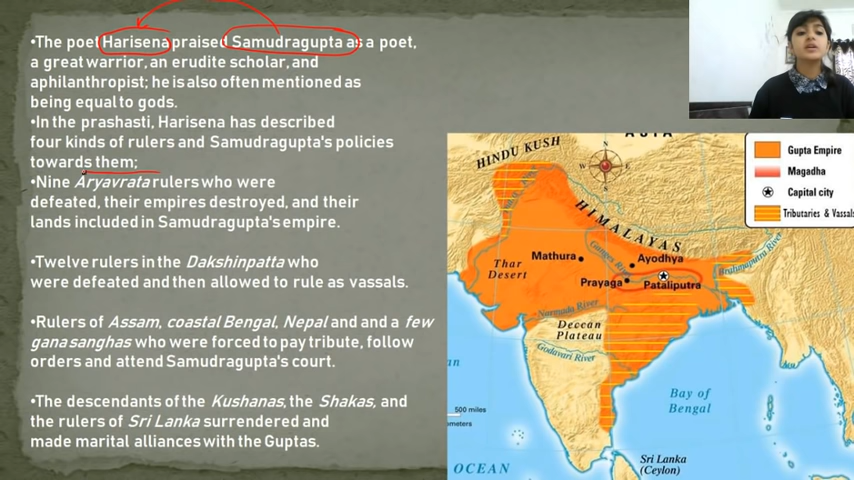 •The poet Harisena praised Samudragupta as a poet,
a great warrior, an erudite scholar, and
aphilanthropist; he is also often mentioned as
being equal to gods.
•In the prashasti, Harisena has described
four kinds of rulers and Samudragupta's policies
towards them;
•Nine Aryavrata rulers who were
defeated, their empires destroyed, and their
lands included in Samudragupta's empire.
•Twelve rulers in the Dakshinpatta who
were defeated and then allowed to rule as vassals.
•Rulers of Assam, coastal Bengal, Nepal and and a few
gana sanghas who were forced to pay tribute, follow
orders and attend Samudragupta's court.
•The descendants of the Kushanas, the Shakas, and
the rulers of Sri Lanka surrendered and
made marital alliances with the Guptas.
ASIA
HINDU KUSH
N
S
HIMALAYAS
Mathura
Ayodhya
Thar
Desert
Ganges River
Brahmaputra River
Prayaga
Pataliputra
Narmada River
Deccan
Plateau
Godavari River
Bay of
Bengal
500 miles
Sri Lanka
(Ceylon)
OCEAN
Gupta Empire
Magadha
Capital city
Tributaries & Vassals